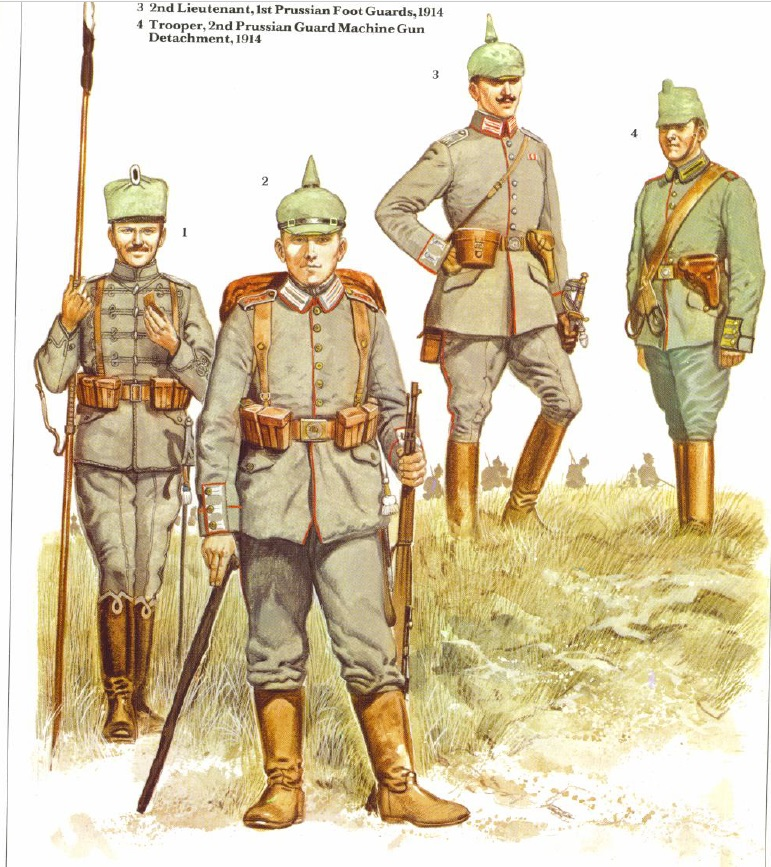 3 2nd Lieutenant, 1st Prussian Foot Guards, 1914
4 Trooper, 2nd Prussian Guard Machine Gun
Detachment, 1914
3
4
2
1